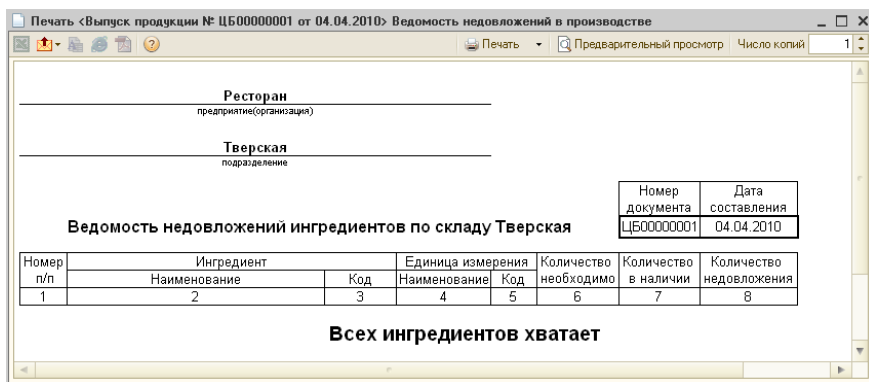 Печать <Выпуск продукции № ЦБ00000001 от 04.04.2010> Ведомость недовложений в производстве
Печать Предварительный просмотр Число копий 1
Ресторан
предприятие(организация)
Тверская
подразделение
Номер документа Дата составления
Ведомость недовложений ингредиентов по складу Тверская ЦБ00000001 04.04.2010
Номер п/п Ингредиент Единица измерения Количество необходимо Количество в наличии Количество недовложения
Наименование Код Наименование Код
1 2 3 4 5 6 7 8
Всех ингредиентов хватает